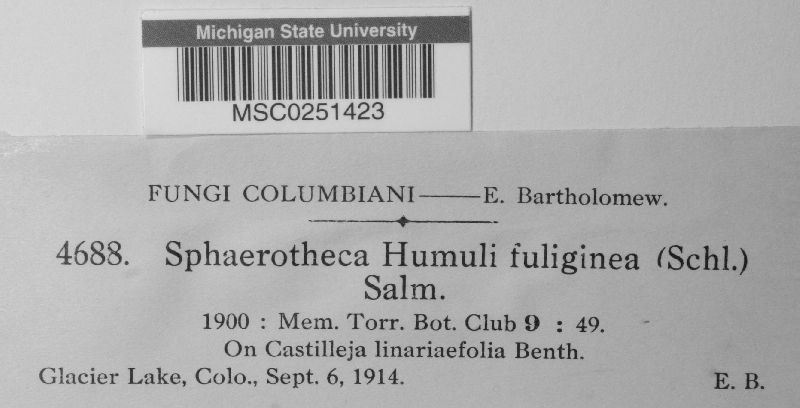 Michigan State University
MSC0251423
FUNGI COLUMBIANI——E. Bartholomew.
4688. Sphaerotheca Humuli fuliginea (Schl.)
Salm.
1900 : Mem. Torr. Bot. Club 9 : 49.
On Castilleja linariaefolia Benth.
Glacier Lake, Colo., Sept. 6, 1914. E. B.